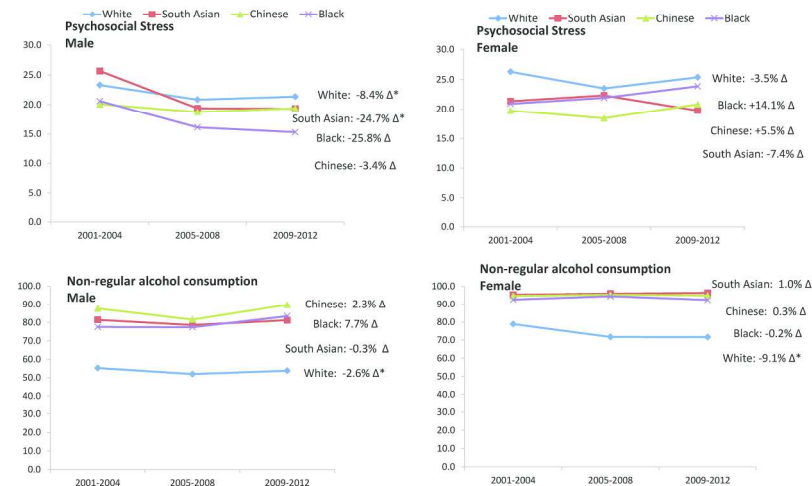 White South Asian Chinese Black
Psychosocial Stress
Male
30.0
25.0
20.0
15.0
10.0
5.0
0.0
2001-2004 2005-2008 2009-2012
White: -8.4% Δ*
South Asian: -24.7% Δ*
Black: -25.8% Δ
Chinese: -3.4% Δ
White South Asian Chinese Black
Psychosocial Stress
Female
30.0
25.0
20.0
15.0
10.0
5.0
0.0
2001-2004 2005-2008 2009-2012
White: -3.5% Δ
Black: +14.1% Δ
Chinese: +5.5% Δ
South Asian: -7.4% Δ
Non-regular alcohol consumption
Male
100.0
90.0
80.0
70.0
60.0
50.0
40.0
30.0
20.0
10.0
0.0
2001-2004 2005-2008 2009-2012
Chinese: 2.3% Δ
Black: 7.7% Δ
South Asian: -0.3% Δ
White: -2.6% Δ*
Non-regular alcohol consumption
Female
100.0
90.0
80.0
70.0
60.0
50.0
40.0
30.0
20.0
10.0
0.0
2001-2004 2005-2008 2009-2012
South Asian: 1.0% Δ
Chinese: 0.3% Δ
Black: -0.2% Δ
White: -9.1% Δ*